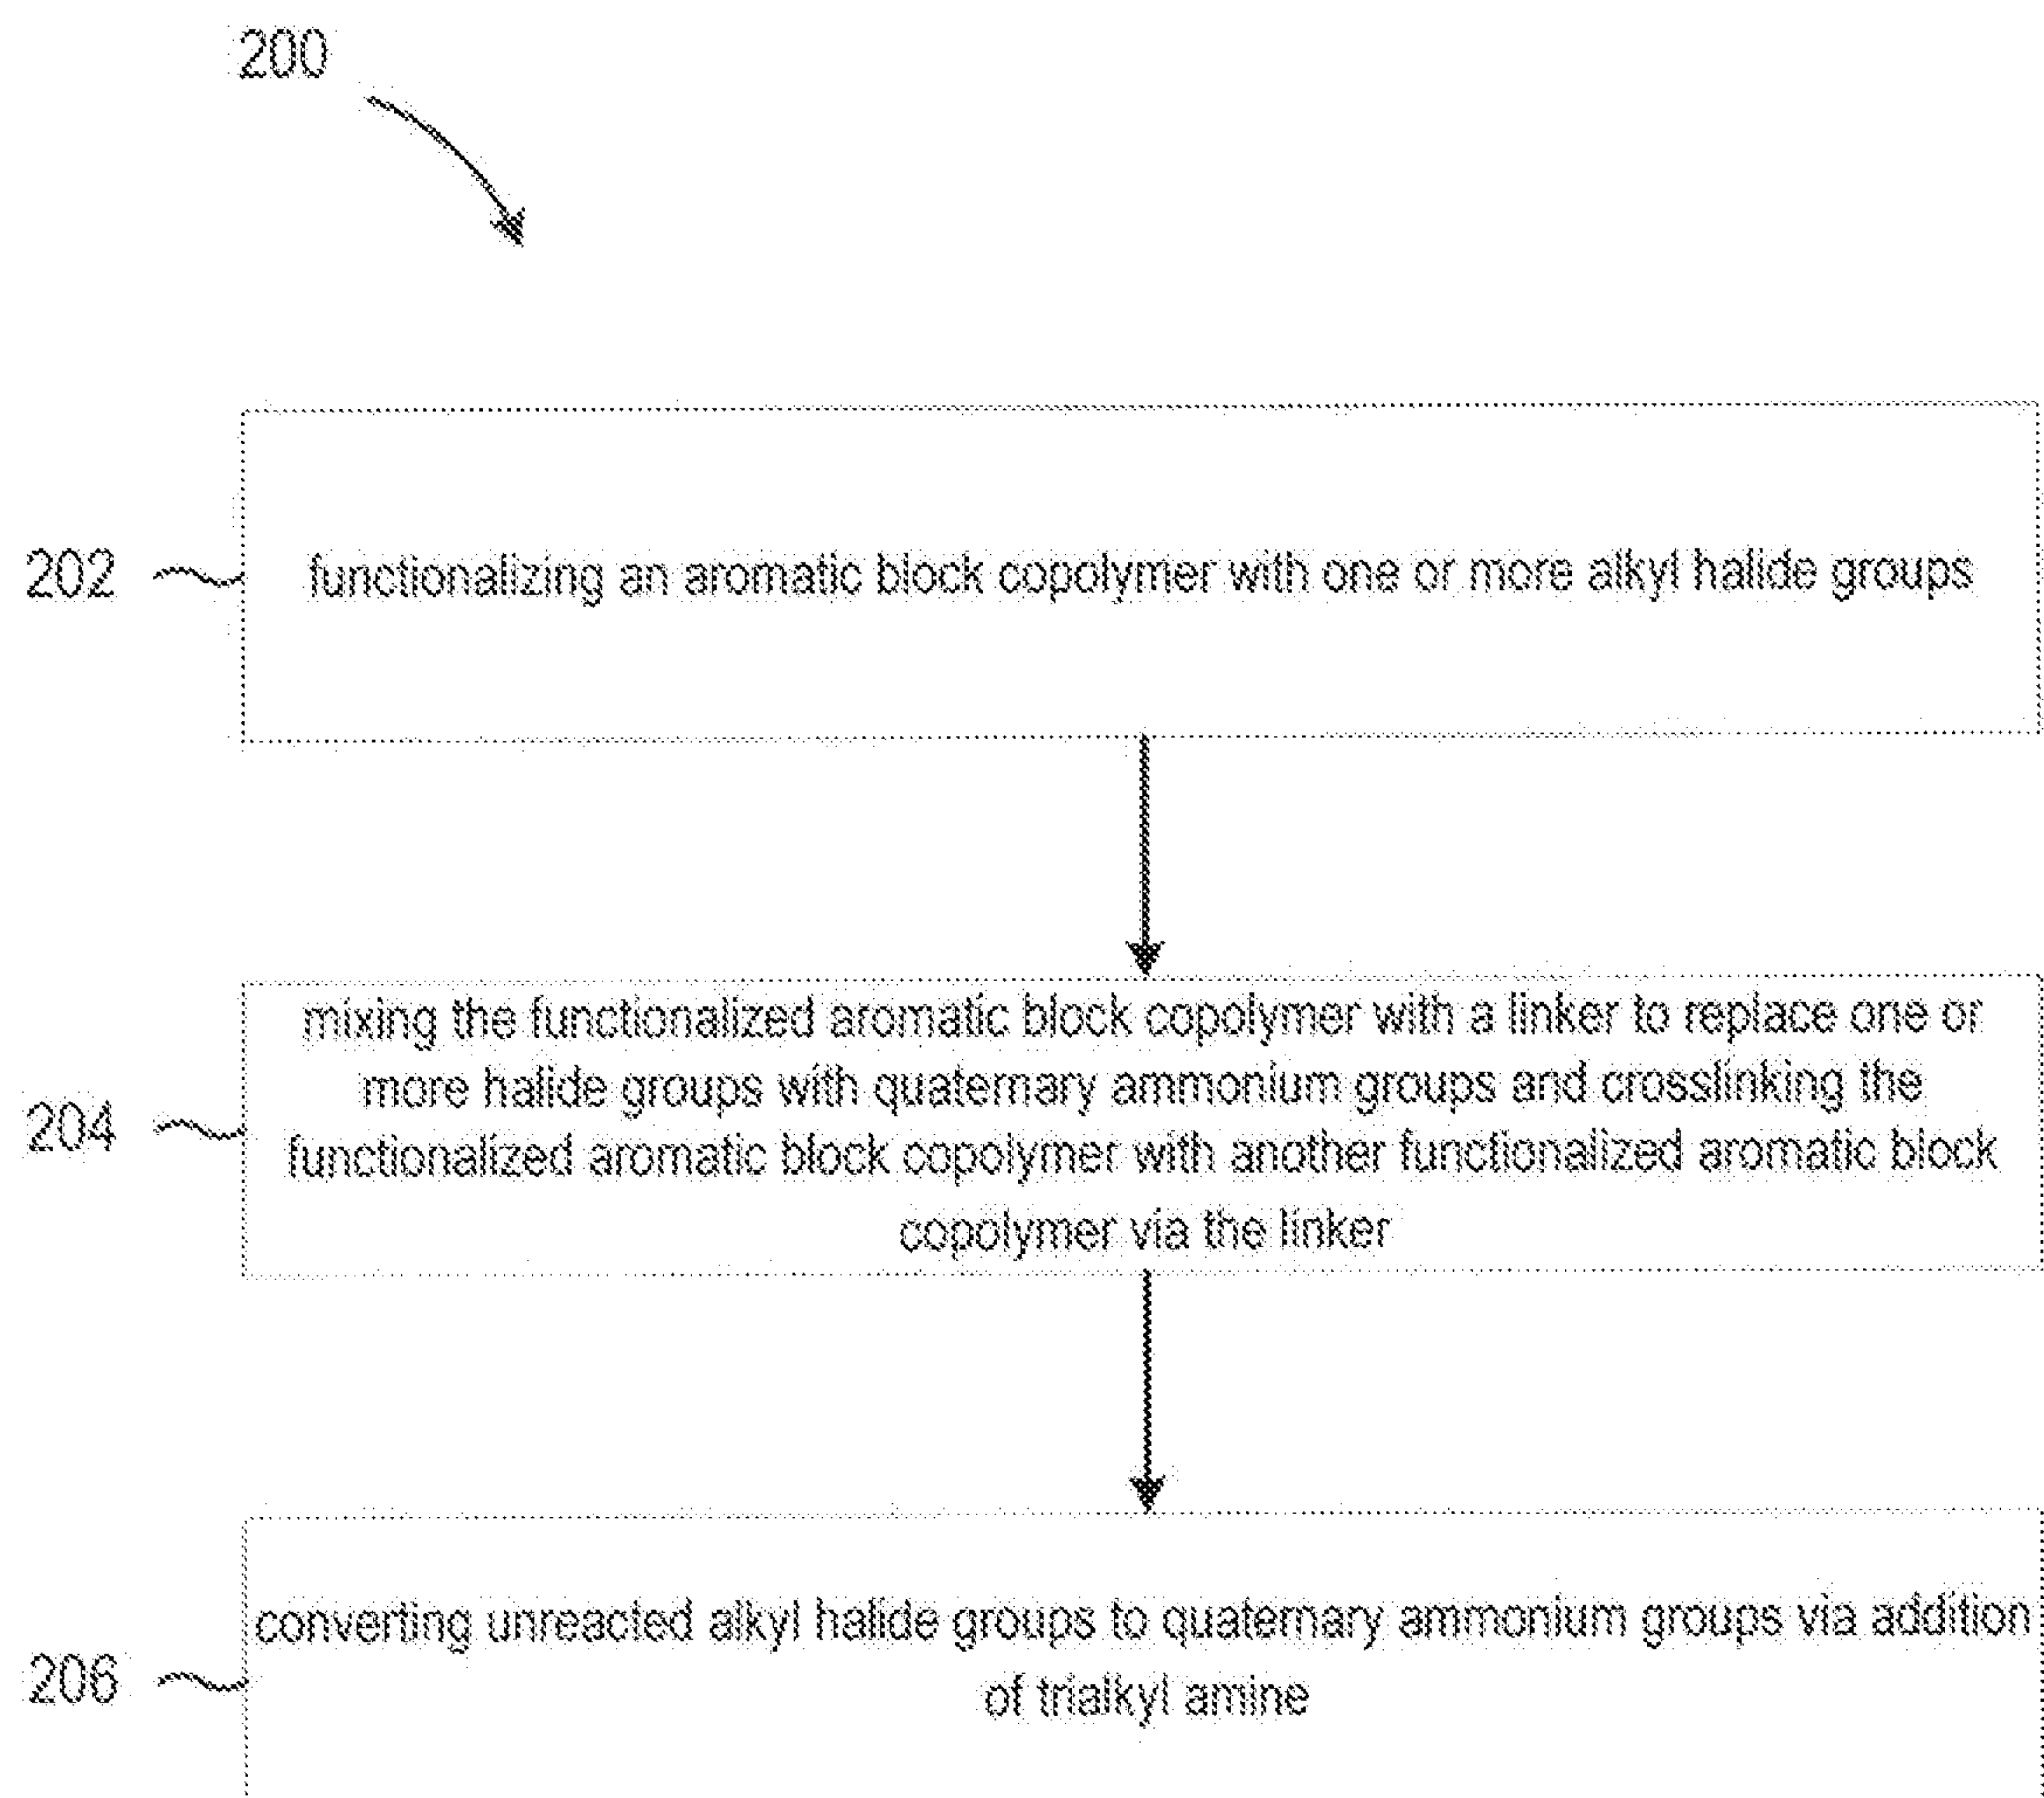 200
202
functionalizing an aromatic block copolymer with one or more alkyl halide groups
mixing the functionalized aromatic block copolymer with a linker to replace one or
more halide groups with quaternary ammonium groups and crosslinking the
204
functionalized aromatic block copolymer with another functionalized aromatic block
copolymer via the linker
converting unreacted alkyl halide groups to quaternary ammonium groups via addition
206
of trialkyl amine